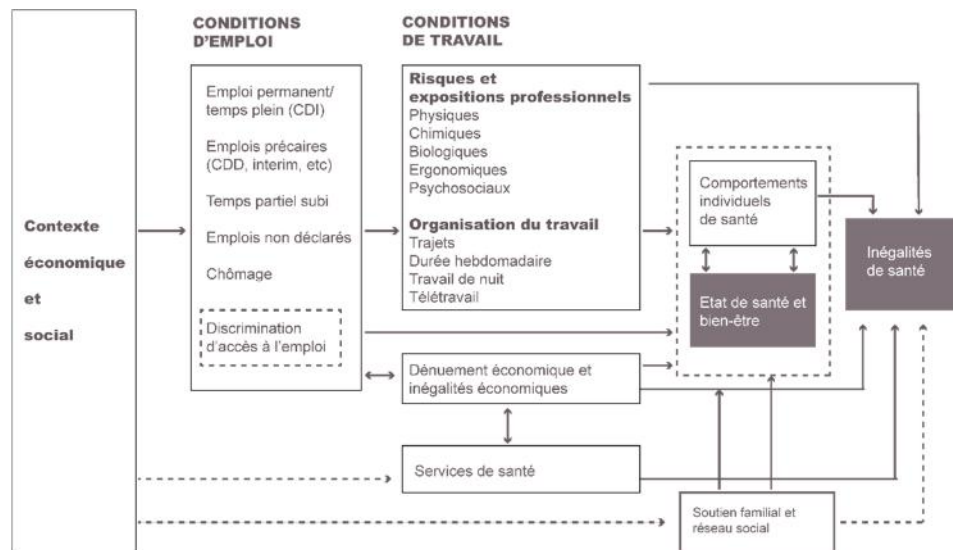 CONDITIONS
D'EMPLOI
CONDITIONS
DE TRAVAIL
Contexte
économique
et
social
Emploi permanent/
temps plein (CDI)
Emplois précaires
(CDD, interim, etc)
Temps partiel subi
Emplois non déclarés
Chômage
Discrimination
d'accès à l'emploi
Risques et
expositions professionnels
Physiques
Chimiques
Biologiques
Ergonomiques
Psychosociaux
Organisation du travail
Trajets
Durée hebdomadaire
Travail de nuit
Télétravail
Dénuement économique et
inégalités économiques
Services de santé
Comportements
individuels
de santé
Etat de santé et
bien-être
Inégalités
de santé
Soutien familial et
réseau social